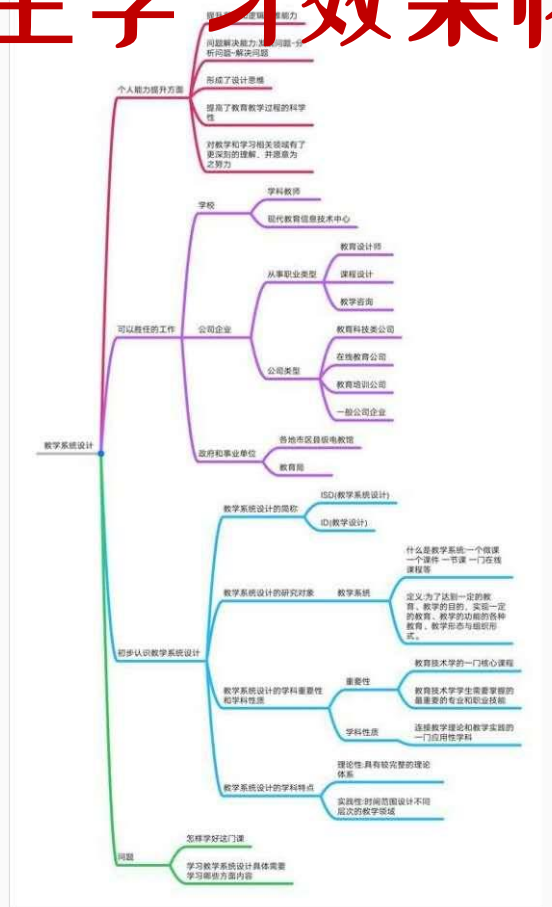 生学习效果
提升
能力
问题解决能力:发
问题-分
析问题-解决问题
形成了设计思维
个人能力提升方面
提高了教育教学过程的科学
性
对教学和学习相关领域有了
更深刻的理解，并愿意为
之努力
学科教师
学校
现代教育信息技术中心
教育设计师
从事职业类型
课程设计
教学咨询
可以胜任的工作
公司企业
教育科技类公司
在线教育公司
公司类型
教育培训公司
一般公司企业
教学系统设计
各地市区县级电教馆
政府和事业单位
教育局
ISD(教学系统设计)
教学系统设计的简称
ID(教学设计)
什么是教学系统:一个微课
一个课件 一节课 一门在线
课程等
教学系统设计的研究对象
教学系统
定义:为了达到一定的教
育、教学的目的，实现一定
的教育、教学的功能的各种
教育、教学形态与组织形
式。
初步认识教学系统设计
教育技术学的一门核心课程
重要性
教育技术学学生需要掌握的
最重要的专业和职业技能
教学系统设计的学科重要性
和学科性质
连接教学理论和教学实践的
一门应用性学科
学科性质
理论性:具有较完整的理论
体系
教学系统设计的学科特点
实践性:时间范围设计不同
层次的教学领域
怎样学好这门课
问题
学习教学系统设计具体需要
学习哪些方面内容